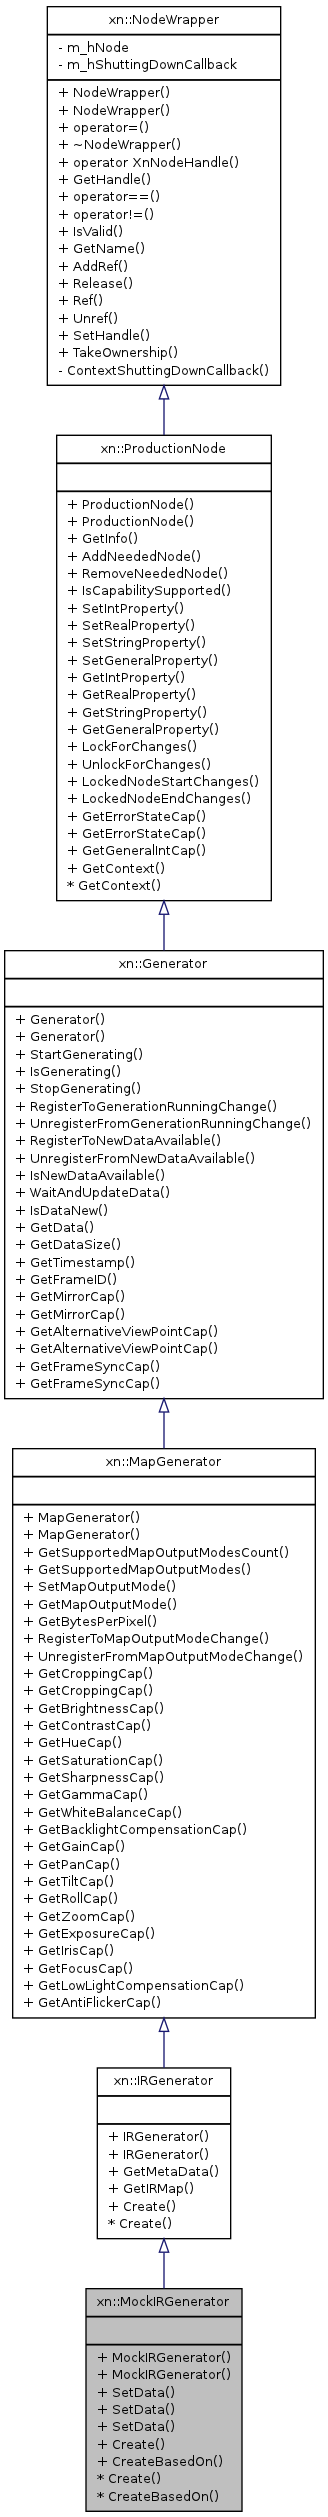 xn::NodeWrapper
- m_hNode
- m_hShuttingDownCallback
+ NodeWrapper()
+ NodeWrapper()
+ operator=()
+ ~NodeWrapper()
+ operator XnNodeHandle()
+ GetHandle()
+ operator==()
+ operator!=()
+ IsValid()
+ GetName()
+ AddRef()
+ Release()
+ Ref()
+ Unref()
+ SetHandle()
+ TakeOwnership()
- ContextShuttingDownCallback()
xn::ProductionNode
+ ProductionNode()
+ ProductionNode()
+ GetInfo()
+ AddNeededNode()
+ RemoveNeededNode()
+ IsCapabilitySupported()
+ SetIntProperty()
+ SetRealProperty()
+ SetStringProperty()
+ SetGeneralProperty()
+ GetIntProperty()
+ GetRealProperty()
+ GetStringProperty()
+ GetGeneralProperty()
+ LockForChanges()
+ UnlockForChanges()
+ LockedNodeStartChanges()
+ LockedNodeEndChanges()
+ GetErrorStateCap()
+ GetErrorStateCap()
+ GetGeneralIntCap()
+ GetContext()
* GetContext()
xn::Generator
+ Generator()
+ Generator()
+ StartGenerating()
+ IsGenerating()
+ StopGenerating()
+ RegisterToGenerationRunningChange()
+ UnregisterFromGenerationRunningChange()
+ RegisterToNewDataAvailable()
+ UnregisterFromNewDataAvailable()
+ IsNewDataAvailable()
+ WaitAndUpdateData()
+ IsDataNew()
+ GetData()
+ GetDataSize()
+ GetTimestamp()
+ GetFrameID()
+ GetMirrorCap()
+ GetMirrorCap()
+ GetAlternativeViewPointCap()
+ GetAlternativeViewPointCap()
+ GetFrameSyncCap()
+ GetFrameSyncCap()
xn::MapGenerator
+ MapGenerator()
+ MapGenerator()
+ GetSupportedMapOutputModesCount()
+ GetSupportedMapOutputModes()
+ SetMapOutputMode()
+ GetMapOutputMode()
+ GetBytesPerPixel()
+ RegisterToMapOutputModeChange()
+ UnregisterFromMapOutputModeChange()
+ GetCroppingCap()
+ GetCroppingCap()
+ GetBrightnessCap()
+ GetContrastCap()
+ GetHueCap()
+ GetSaturationCap()
+ GetSharpnessCap()
+ GetGammaCap()
+ GetWhiteBalanceCap()
+ GetBacklightCompensationCap()
+ GetGainCap()
+ GetPanCap()
+ GetTiltCap()
+ GetRollCap()
+ GetZoomCap()
+ GetExposureCap()
+ GetIrisCap()
+ GetFocusCap()
+ GetLowLightCompensationCap()
+ GetAntiFlickerCap()
xn::IRGenerator
+ IRGenerator()
+ IRGenerator()
+ GetMetaData()
+ GetIRMap()
+ Create()
* Create()
xn::MockIRGenerator
+ MockIRGenerator()
+ MockIRGenerator()
+ SetData()
+ SetData()
+ SetData()
+ Create()
+ CreateBasedOn()
* Create()
* CreateBasedOn()